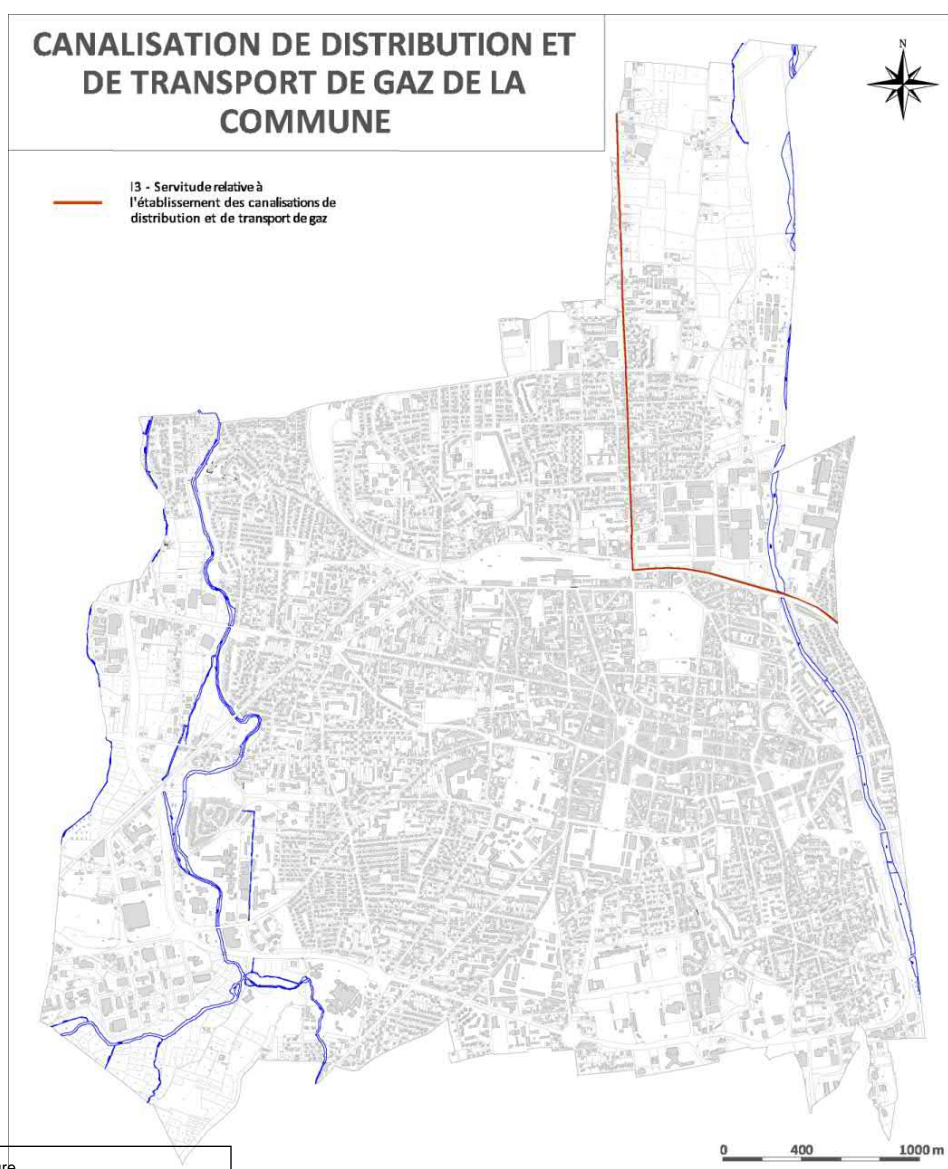 CANALISATION DE DISTRIBUTION ET
DE TRANSPORT DE GAZ DE LA
COMMUNE
N
I3 - Servitude relative à
l'établissement des canalisations de
distribution et de transport de gaz
0 400 1000 m